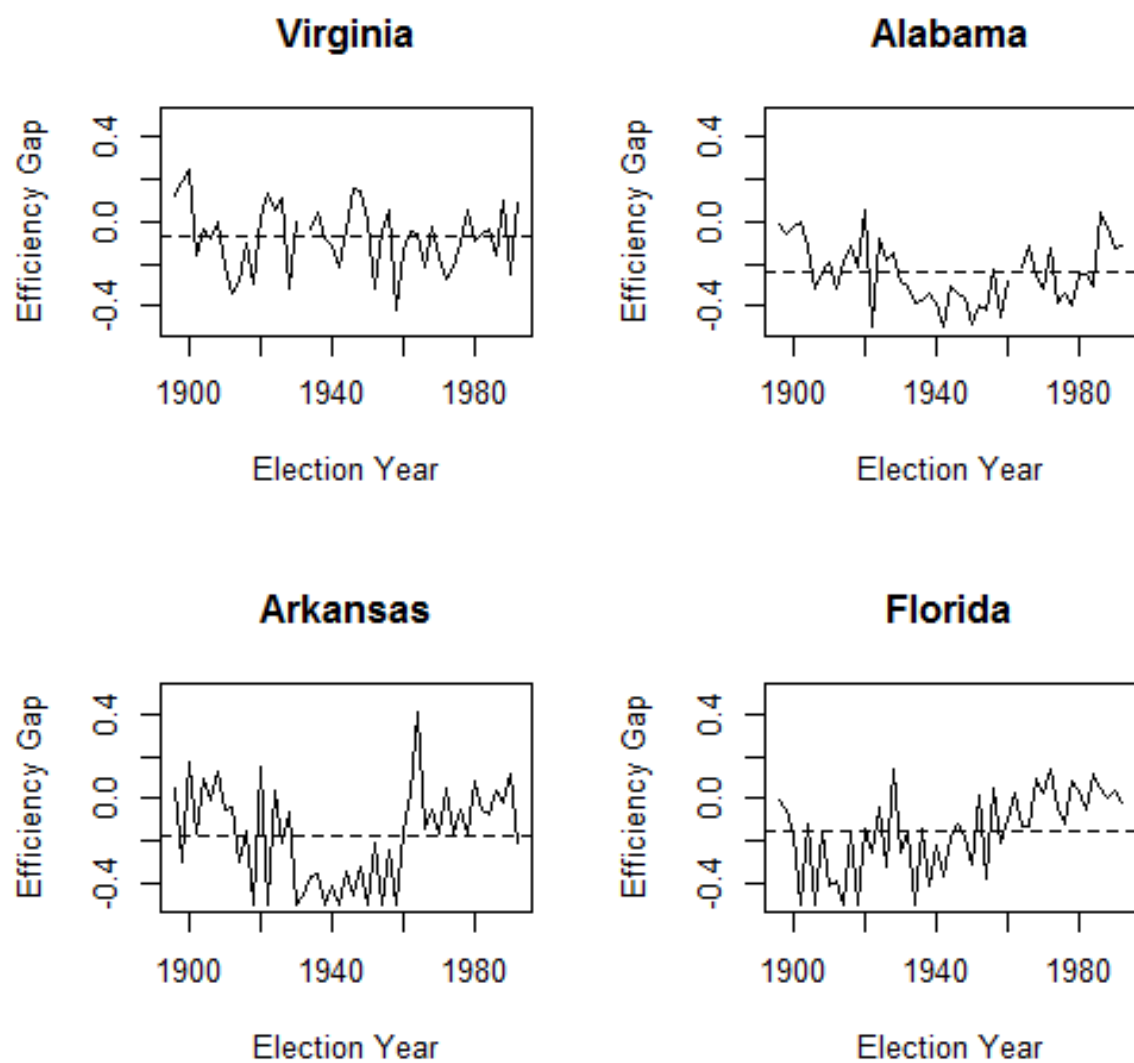 Virginia
Efficiency Gap
0.4
0.0
-0.4
1900 1940 1980
Election Year
Alabama
Efficiency Gap
0.4
0.0
-0.4
1900 1940 1980
Election Year
Arkansas
Efficiency Gap
0.4
0.0
-0.4
1900 1940 1980
Election Year
Florida
Efficiency Gap
0.4
0.0
-0.4
1900 1940 1980
Election Year